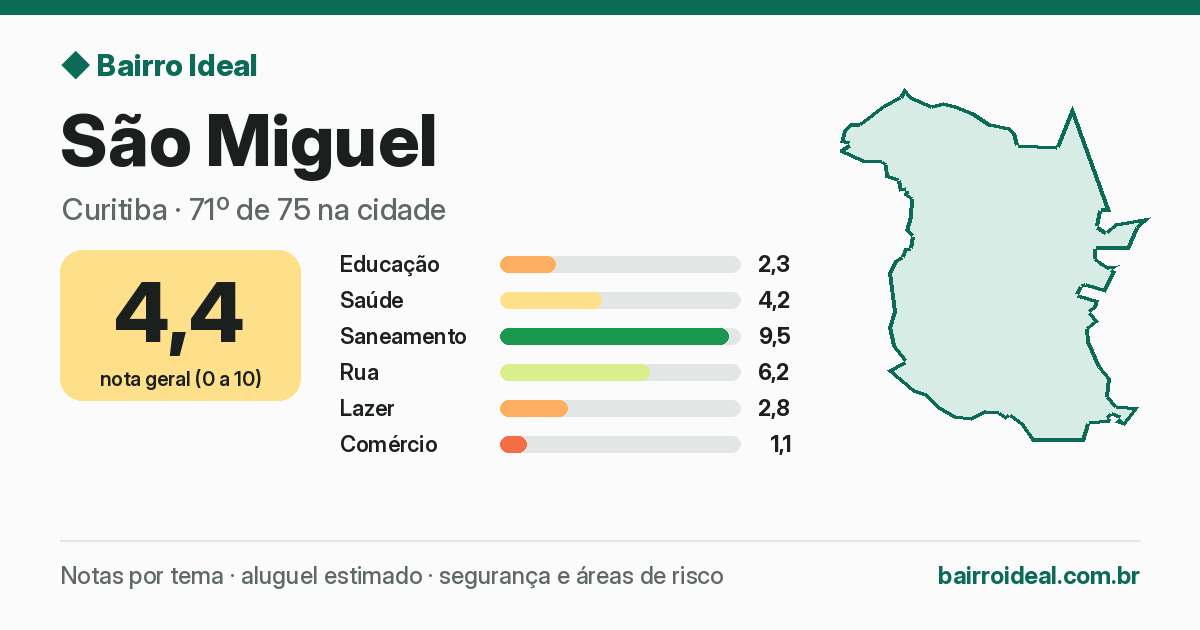 Bairro Ideal
São Miguel
Curitiba · 71º de 75 na cidade
4,4
nota geral (0 a 10)
Educação 2,3
Saúde 4,2
Saneamento 9,5
Rua 6,2
Lazer 2,8
Comércio 1,1
Notas por tema · aluguel estimado · segurança e áreas de risco
bairroideal.com.br